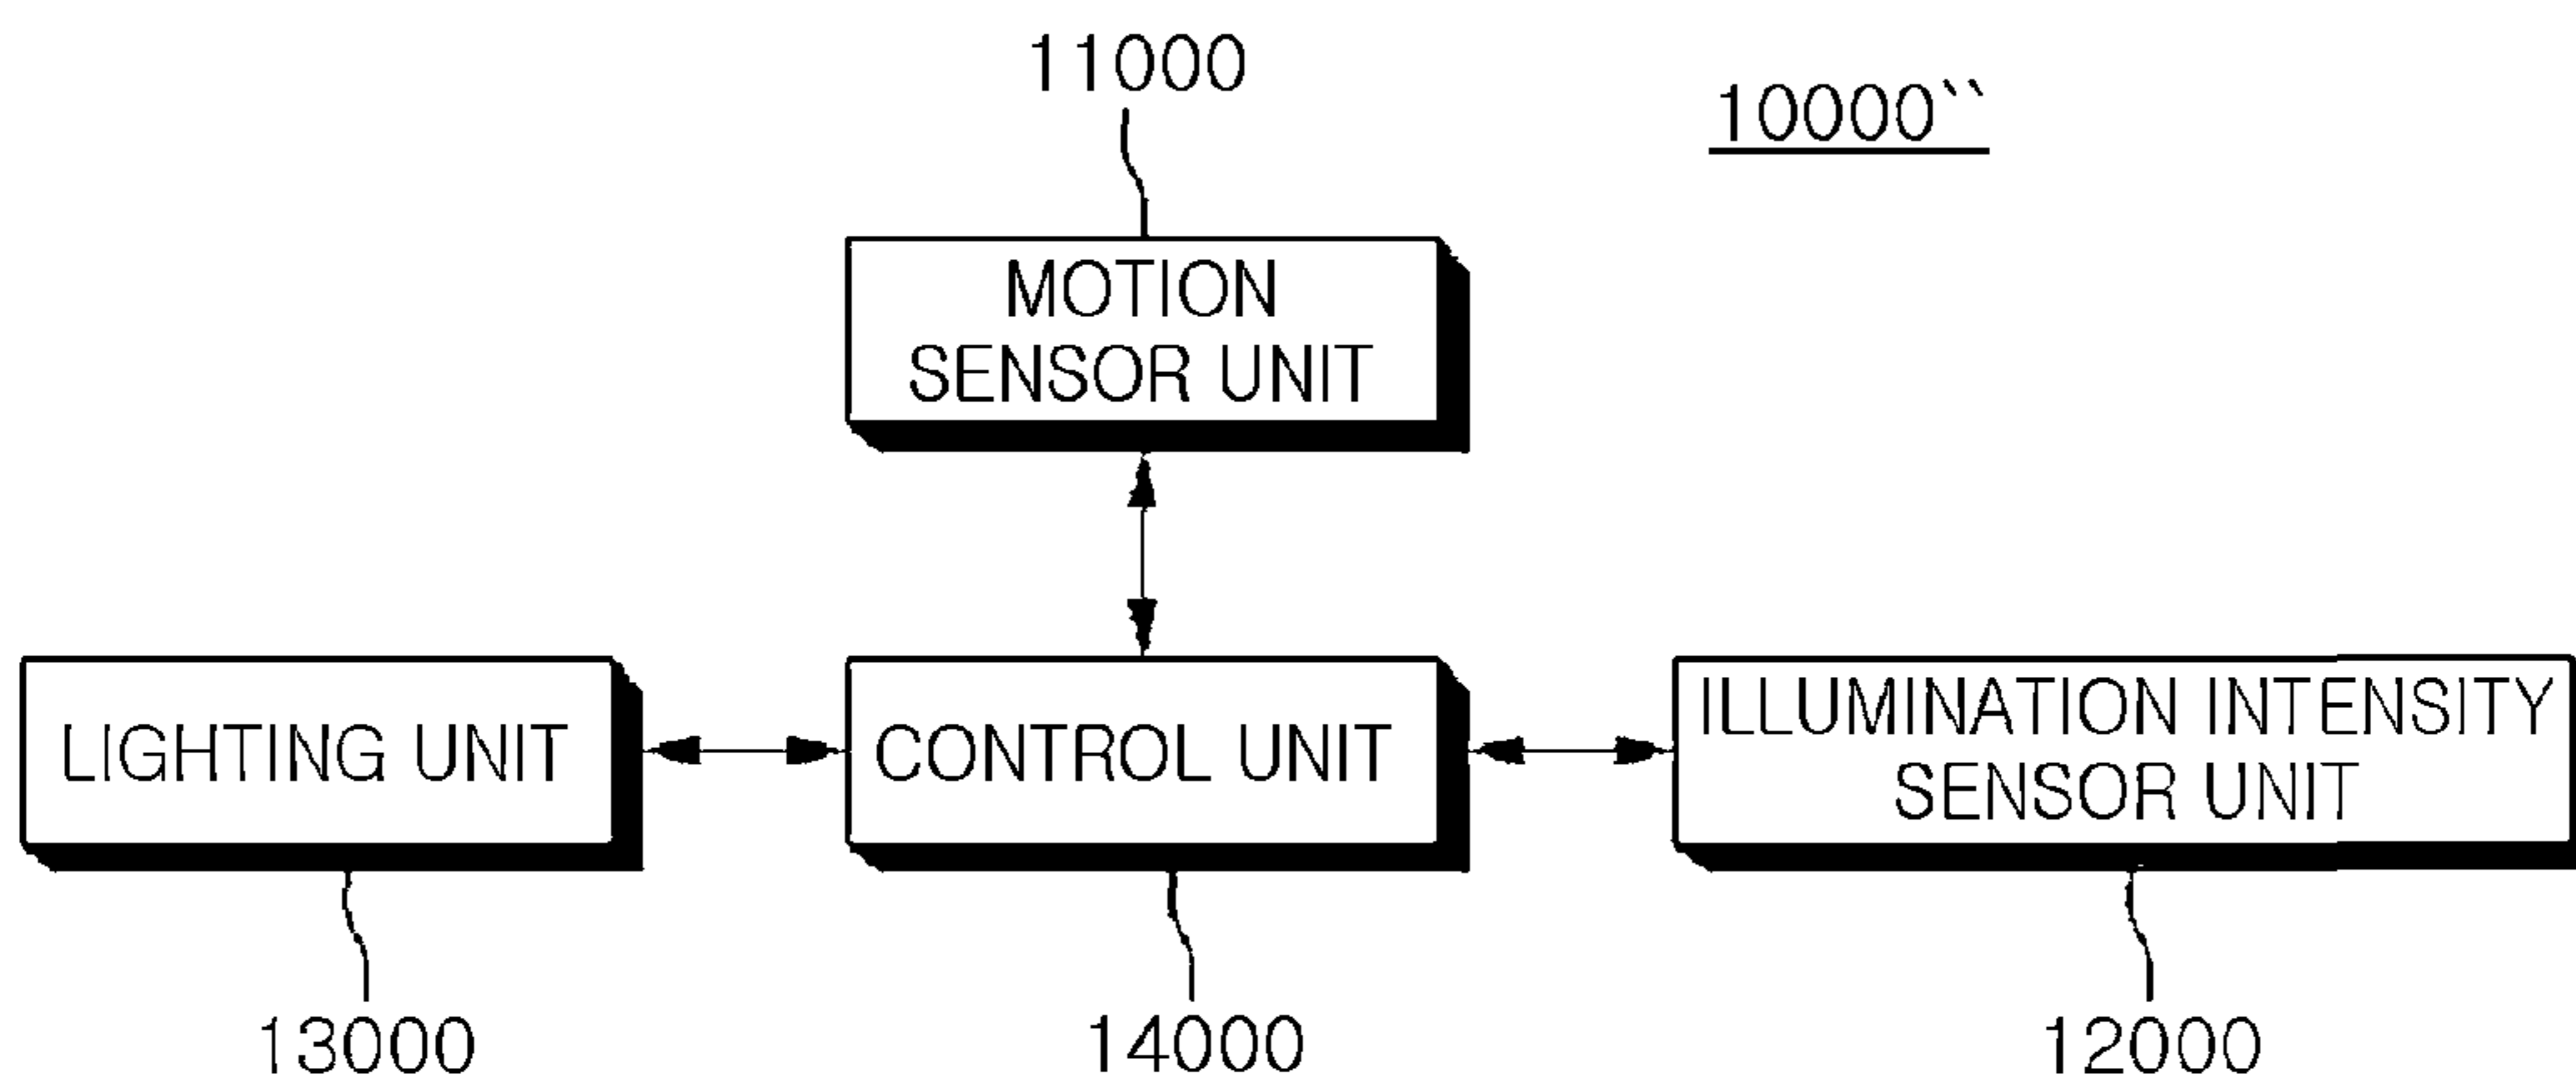 11000
10000``
MOTION
SENSOR UNIT
LIGHTING UNIT
CONTROL UNIT
ILLUMINATION INTENSITY
SENSOR UNIT
13000
14000
12000